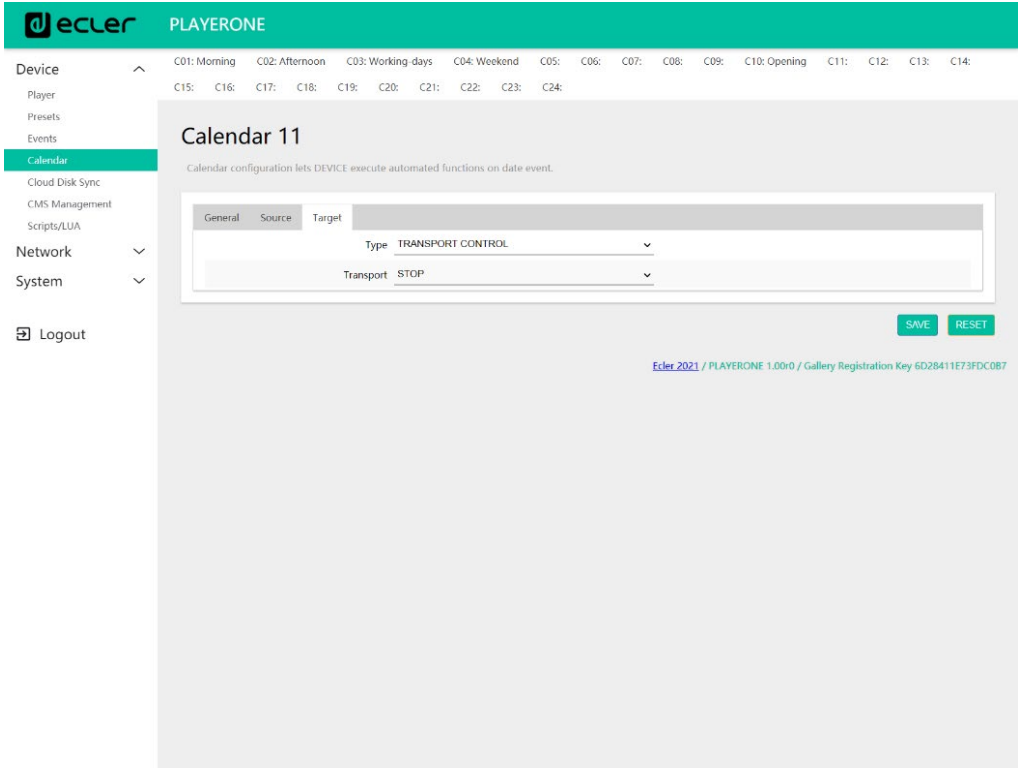 ecler PLAYERONE
Device
Player
Presets
Events
Calendar
Cloud Disk Sync
CMS Management
Scripts/LUA
Network
System
Logout
C01: Morning C02: Afternoon C03: Working-days C04: Weekend C05: C06: C07: C08: C09: C10: Opening C11: C12: C13: C14:
C15: C16: C17: C18: C19: C20: C21: C22: C23: C24:
Calendar 11
Calendar configuration lets DEVICE execute automated functions on date event.
General Source Target
Type TRANSPORT CONTROL
Transport STOP
SAVE RESET
Ecler 2021 / PLAYERONE 1.00r0 / Gallery Registration Key 6D28411E73FDC0B7